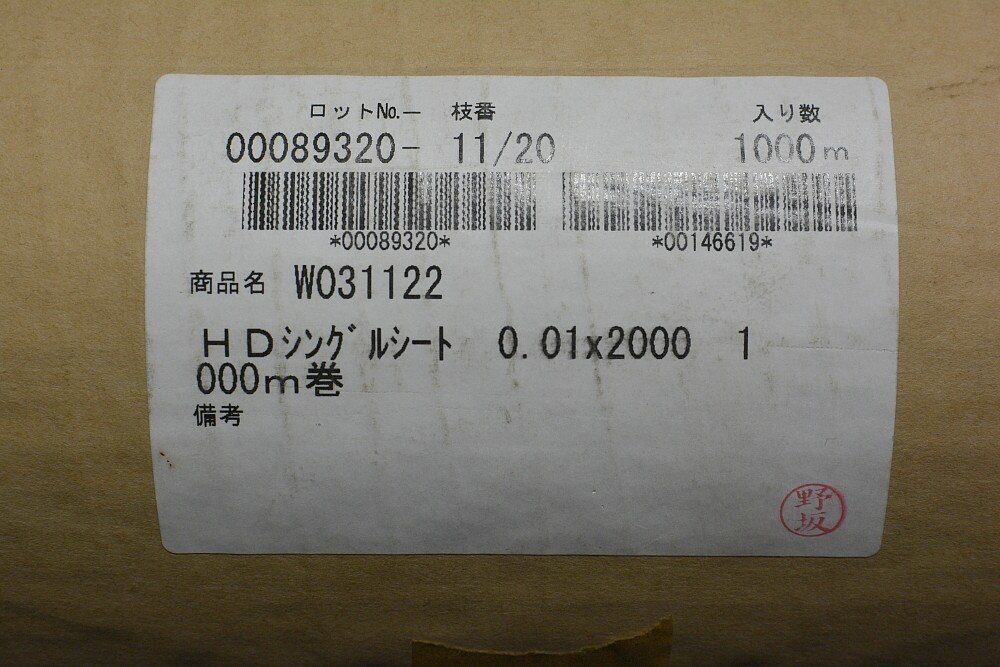 ロットNo.― 枝番 入り数
00089320- 11/20 1000m
*00089320* *00146619*
商品名 W031122
HDｼﾝｸﾞﾙｼｰﾄ 0.01x2000 1
000m巻
備考
野坂